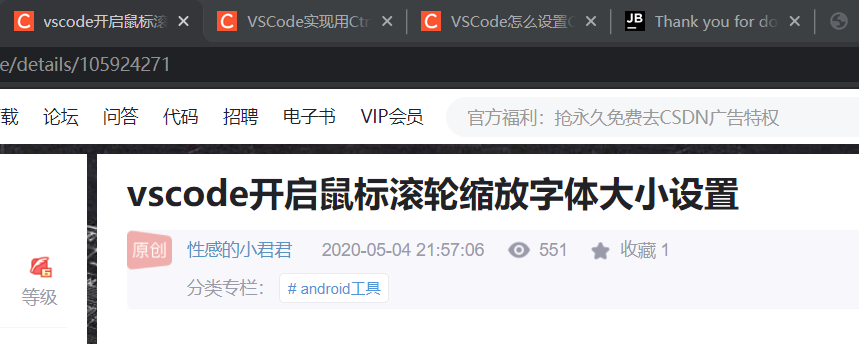 vscode开启鼠标滚 VSCode实现用Ct VSCode怎么设置 JB Thank you for do
e/details/105924271
载 论坛 问答 代码 招聘 电子书 VIP会员 官方福利：抢永久免费去CSDN广告特权
vscode开启鼠标滚轮缩放字体大小设置
原创 性感的小君君 2020-05-04 21:57:06 551 收藏 1
等级
分类专栏： # android工具